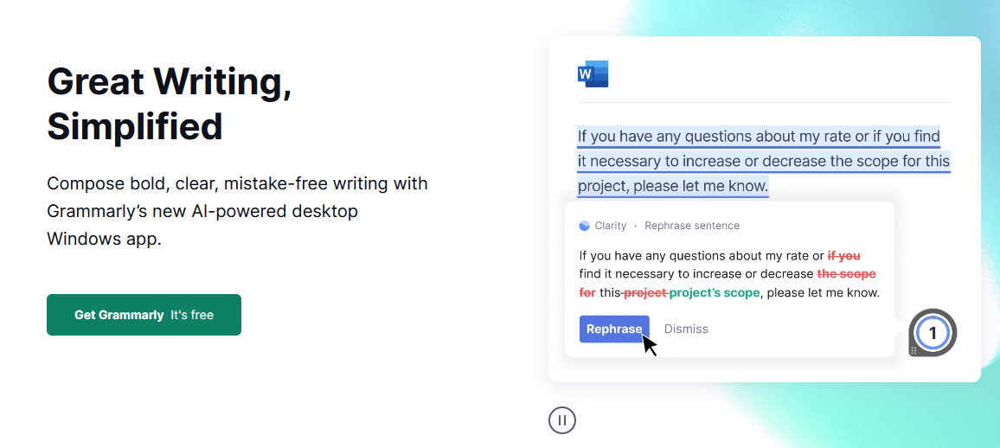 Great Writing,
Simplified
Compose bold, clear, mistake-free writing with
Grammarly’s new AI-powered desktop
Windows app.
Get Grammarly It's free
W
If you have any questions about my rate or if you find
it necessary to increase or decrease the scope for this
project, please let me know.
Clarity · Rephrase sentence
If you have any questions about my rate or if you
find it necessary to increase or decrease the scope
for this project project’s scope, please let me know.
Rephrase Dismiss
1